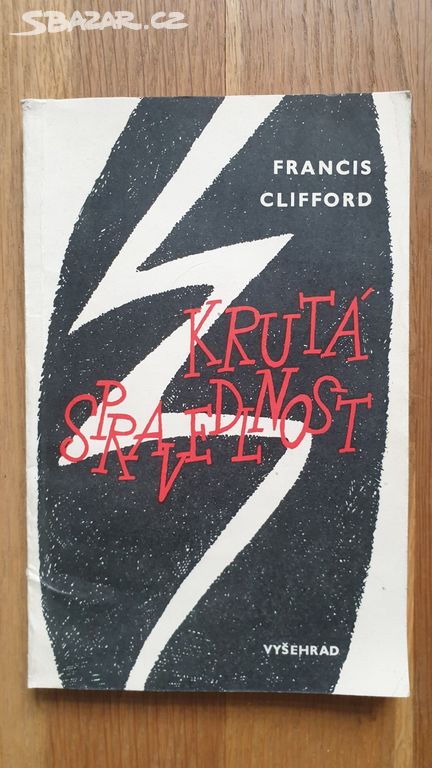 SBAZAR.CZ
FRANCIS
CLIFFORD
KRUTÁ
SPRAVEDLNOST
VYŠEHRAD